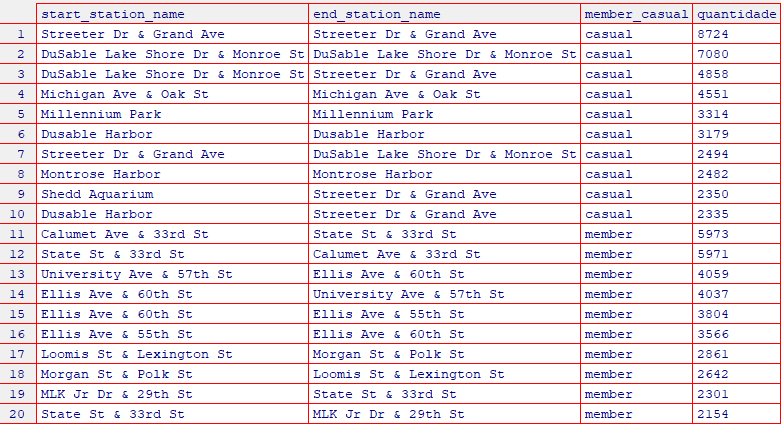 start_station_name end_station_name member_casual quantidade
1 Streeter Dr & Grand Ave Streeter Dr & Grand Ave casual 8724
2 DuSable Lake Shore Dr & Monroe St DuSable Lake Shore Dr & Monroe St casual 7080
3 DuSable Lake Shore Dr & Monroe St Streeter Dr & Grand Ave casual 4858
4 Michigan Ave & Oak St Michigan Ave & Oak St casual 4551
5 Millennium Park Millennium Park casual 3314
6 Dusable Harbor Dusable Harbor casual 3179
7 Streeter Dr & Grand Ave DuSable Lake Shore Dr & Monroe St casual 2494
8 Montrose Harbor Montrose Harbor casual 2482
9 Shedd Aquarium Streeter Dr & Grand Ave casual 2350
10 Dusable Harbor Streeter Dr & Grand Ave casual 2335
11 Calumet Ave & 33rd St State St & 33rd St member 5973
12 State St & 33rd St Calumet Ave & 33rd St member 5971
13 University Ave & 57th St Ellis Ave & 60th St member 4059
14 Ellis Ave & 60th St University Ave & 57th St member 4037
15 Ellis Ave & 60th St Ellis Ave & 55th St member 3804
16 Ellis Ave & 55th St Ellis Ave & 60th St member 3566
17 Loomis St & Lexington St Morgan St & Polk St member 2861
18 Morgan St & Polk St Loomis St & Lexington St member 2642
19 MLK Jr Dr & 29th St State St & 33rd St member 2301
20 State St & 33rd St MLK Jr Dr & 29th St member 2154